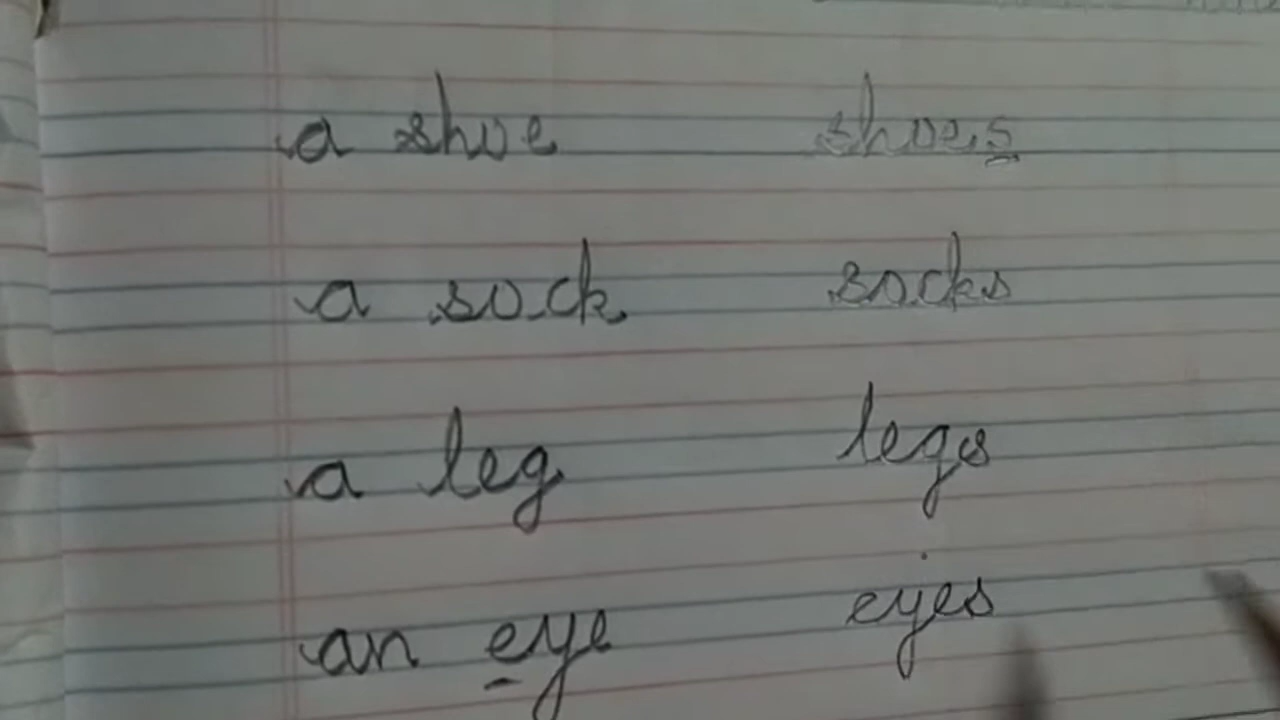 a shoe shoes
a sock socks
a leg legs
an eye eyes